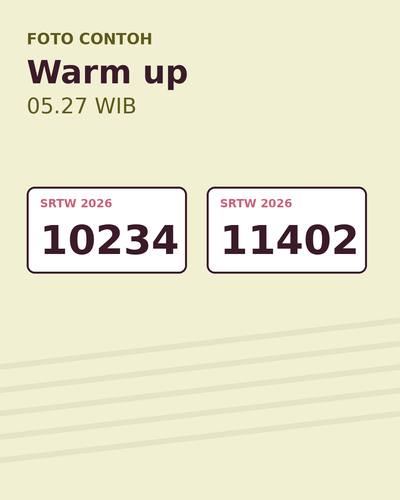 FOTO CONTOH
Warm up
05.27 WIB
SRTW 2026
10234
SRTW 2026
11402